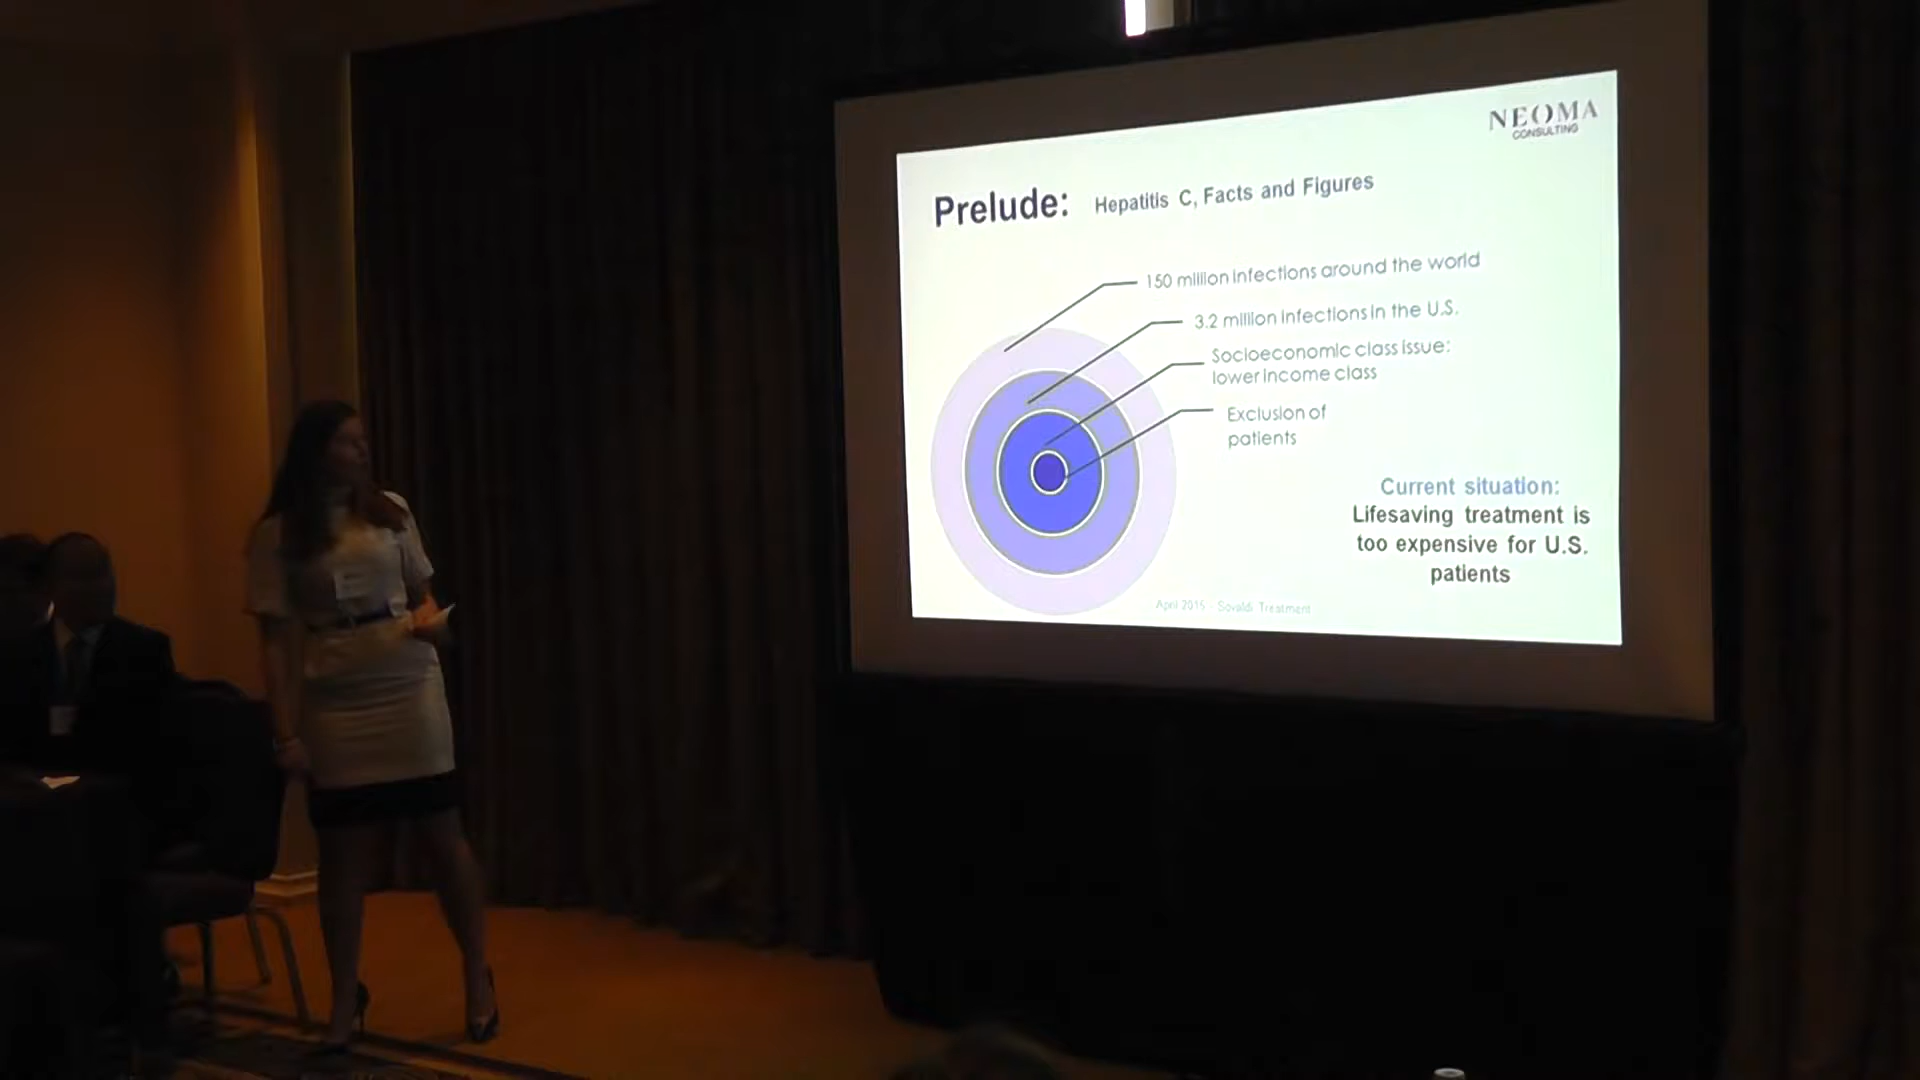 NEOMA
CONSULTING
Prelude: Hepatitis C, Facts and Figures
150 million infections around the world
3.2 million infections in the U.S.
Socioeconomic class issue:
lower income class
Exclusion of
patients
Current situation:
Lifesaving treatment is
too expensive for U.S.
patients
April 2015 - Sovaldi Treatment